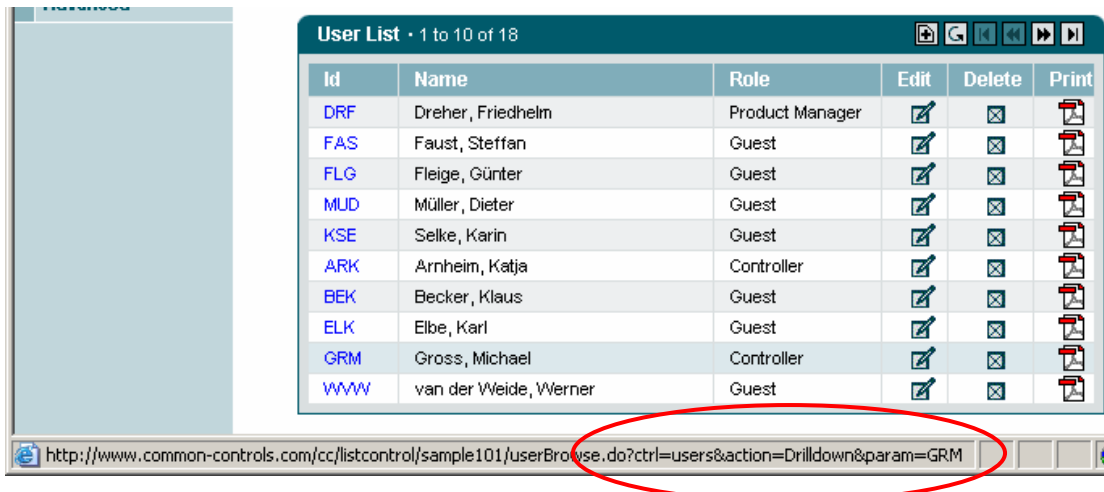 Advanced
User List · 1 to 10 of 18
Id Name Role Edit Delete Print
DRF Dreher, Friedhelm Product Manager
FAS Faust, Steffan Guest
FLG Fleige, Günter Guest
MUD Müller, Dieter Guest
KSE Selke, Karin Guest
ARK Arnheim, Katja Controller
BEK Becker, Klaus Guest
ELK Elbe, Karl Guest
GRM Gross, Michael Controller
WVW van der Weide, Werner Guest
http://www.common-controls.com/cc/listcontrol/sample101/userBrowse.do?ctrl=users&action=Drilldown&param=GRM